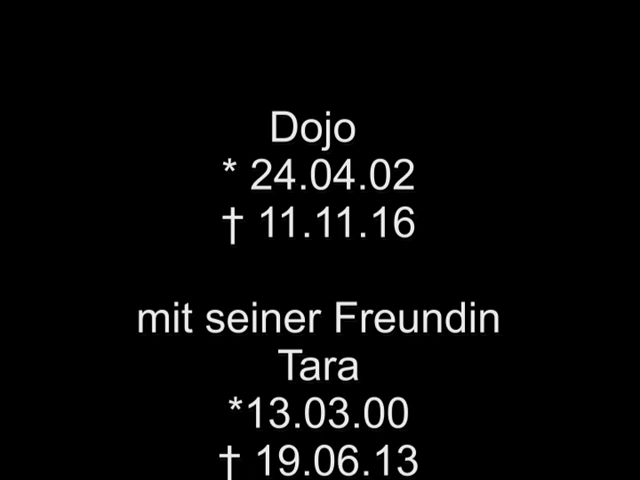 Dojo
* 24.04.02
† 11.11.16
mit seiner Freundin
Tara
*13.03.00
† 19.06.13